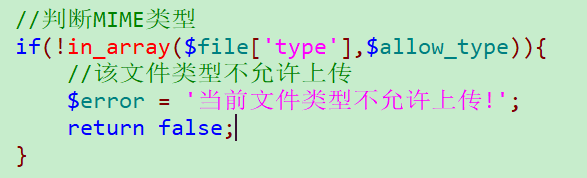 //判断MIME类型
if(!in_array($file['type'],$allow_type)){
//该文件类型不允许上传
$error = '当前文件类型不允许上传!';
return false;
}